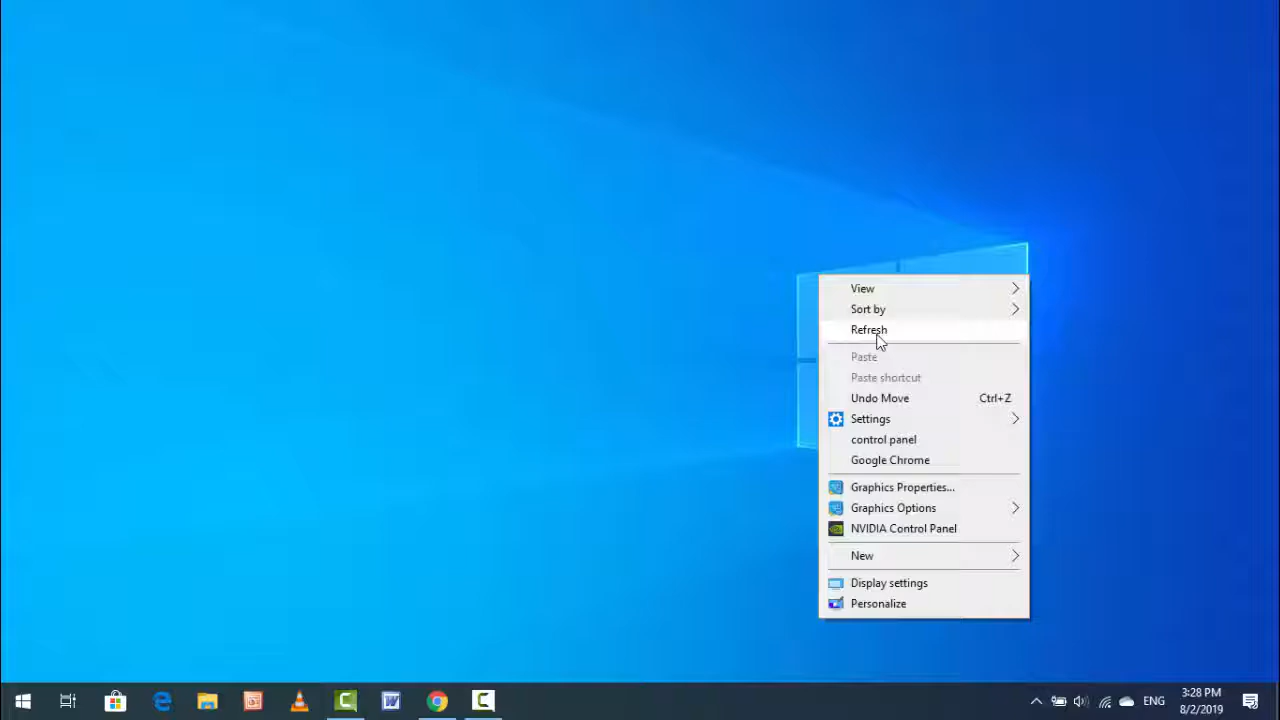 View
Sort by
Refresh
Paste
Paste shortcut
Undo Move Ctrl+Z
Settings
control panel
Google Chrome
Graphics Properties...
Graphics Options
NVIDIA Control Panel
New
Display settings
Personalize
ENG
3:28 PM
8/2/2019